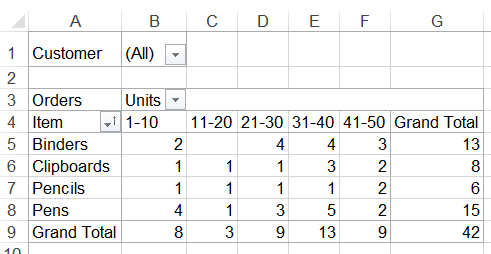 A B C D E F G
1 Customer (All)
2
3 Orders Units
4 Item 1-10 11-20 21-30 31-40 41-50 Grand Total
5 Binders 2 4 4 3 13
6 Clipboards 1 1 1 3 2 8
7 Pencils 1 1 1 1 2 6
8 Pens 4 1 3 5 2 15
9 Grand Total 8 3 9 13 9 42
10